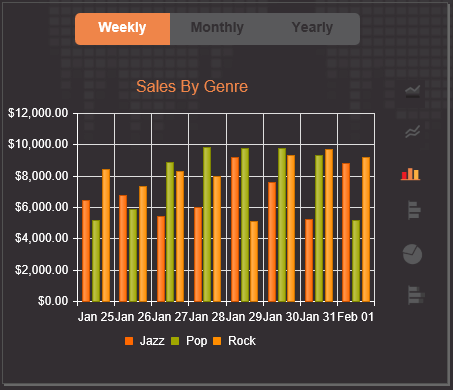 Weekly Monthly Yearly
Sales By Genre
$12,000.00
$10,000.00
$8,000.00
$6,000.00
$4,000.00
$2,000.00
$0.00
Jan 25 Jan 26 Jan 27 Jan 28 Jan 29 Jan 30 Jan 31 Feb 01
Jazz Pop Rock